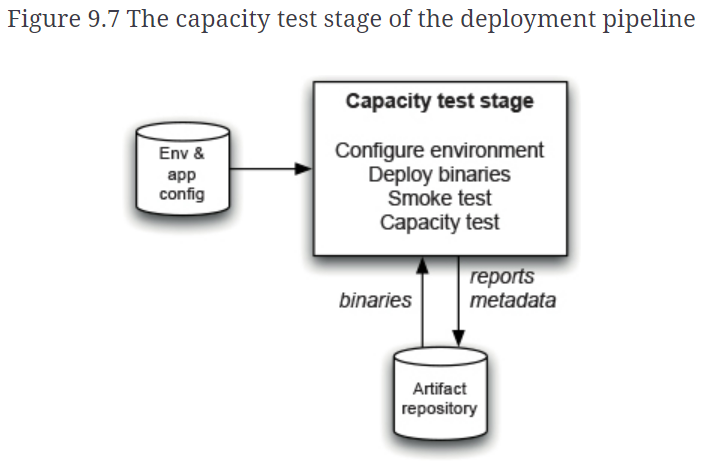 Figure 9.7 The capacity test stage of the deployment pipeline
Capacity test stage
Env &
app
config
Configure environment
Deploy binaries
Smoke test
Capacity test
binaries
reports
metadata
Artifact
repository